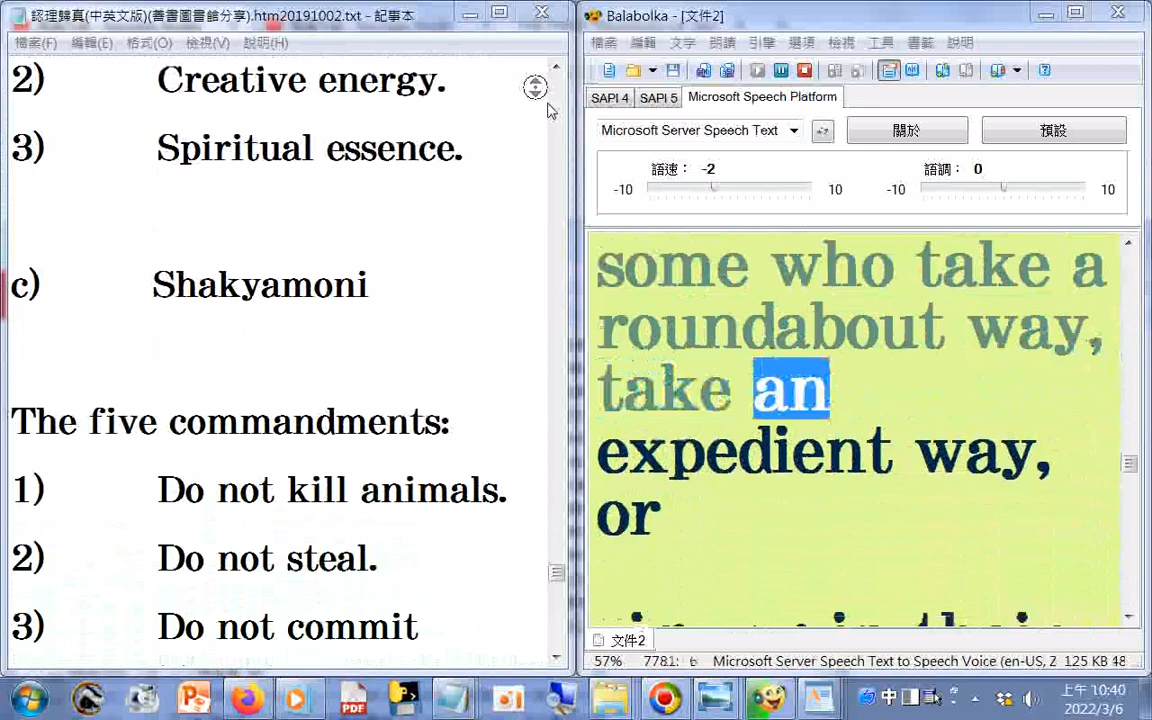 認理歸真(中英文版)(善書圖書館分享).htm20191002.txt - 記事本
檔案(F) 編輯(E) 格式(O) 檢視(V) 說明(H)
2) Creative energy.
3) Spiritual essence.
c) Shakyamoni
The five commandments:
1) Do not kill animals.
2) Do not steal.
3) Do not commit
Balabolka - [文件2]
檔案 編輯 文字 朗讀 引擎 選項 檢視 工具 書籤 說明
SAPI 4 SAPI 5 Microsoft Speech Platform
Microsoft Server Speech Text 關於 預設
語速： -2 語調： 0
-10 10 -10 10
some who take a
roundabout way,
take an
expedient way,
or
文件2
57% 7781: 6 Microsoft Server Speech Text to Speech Voice (en-US, Z 125 KB 48
PDF 中 上午 10:40
2022/3/6